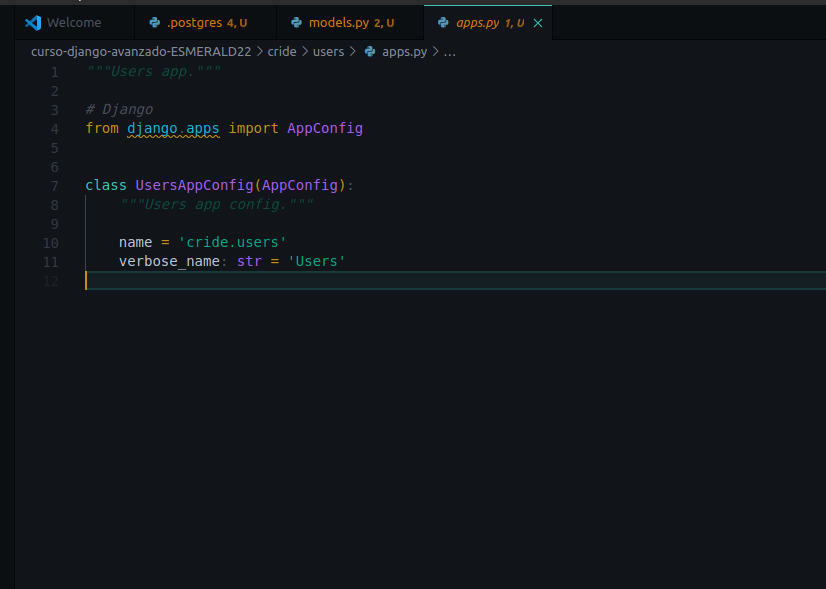 Welcome
.postgres 4, U
models.py 2, U
apps.py 1, U
curso-django-avanzado-ESMERALD22 > cride > users > apps.py > ...
1 """Users app."""
2
3 # Django
4 from django.apps import AppConfig
5
6
7 class UsersAppConfig(AppConfig):
8 """Users app config."""
9
10 name = 'cride.users'
11 verbose_name: str = 'Users'
12